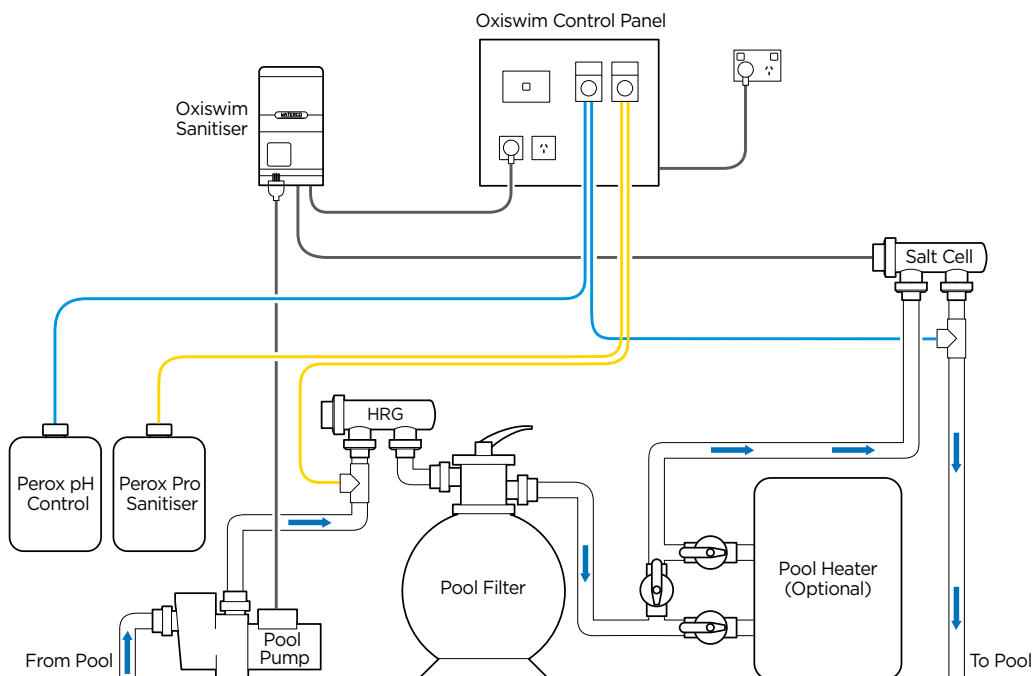 Oxiswim Control Panel
Oxiswim
Sanitiser
WATERCO
Salt Cell
HRG
Perox pH
Control
Perox Pro
Sanitiser
Pool Filter
Pool Heater
(Optional)
Pool
Pump
From Pool
To Pool